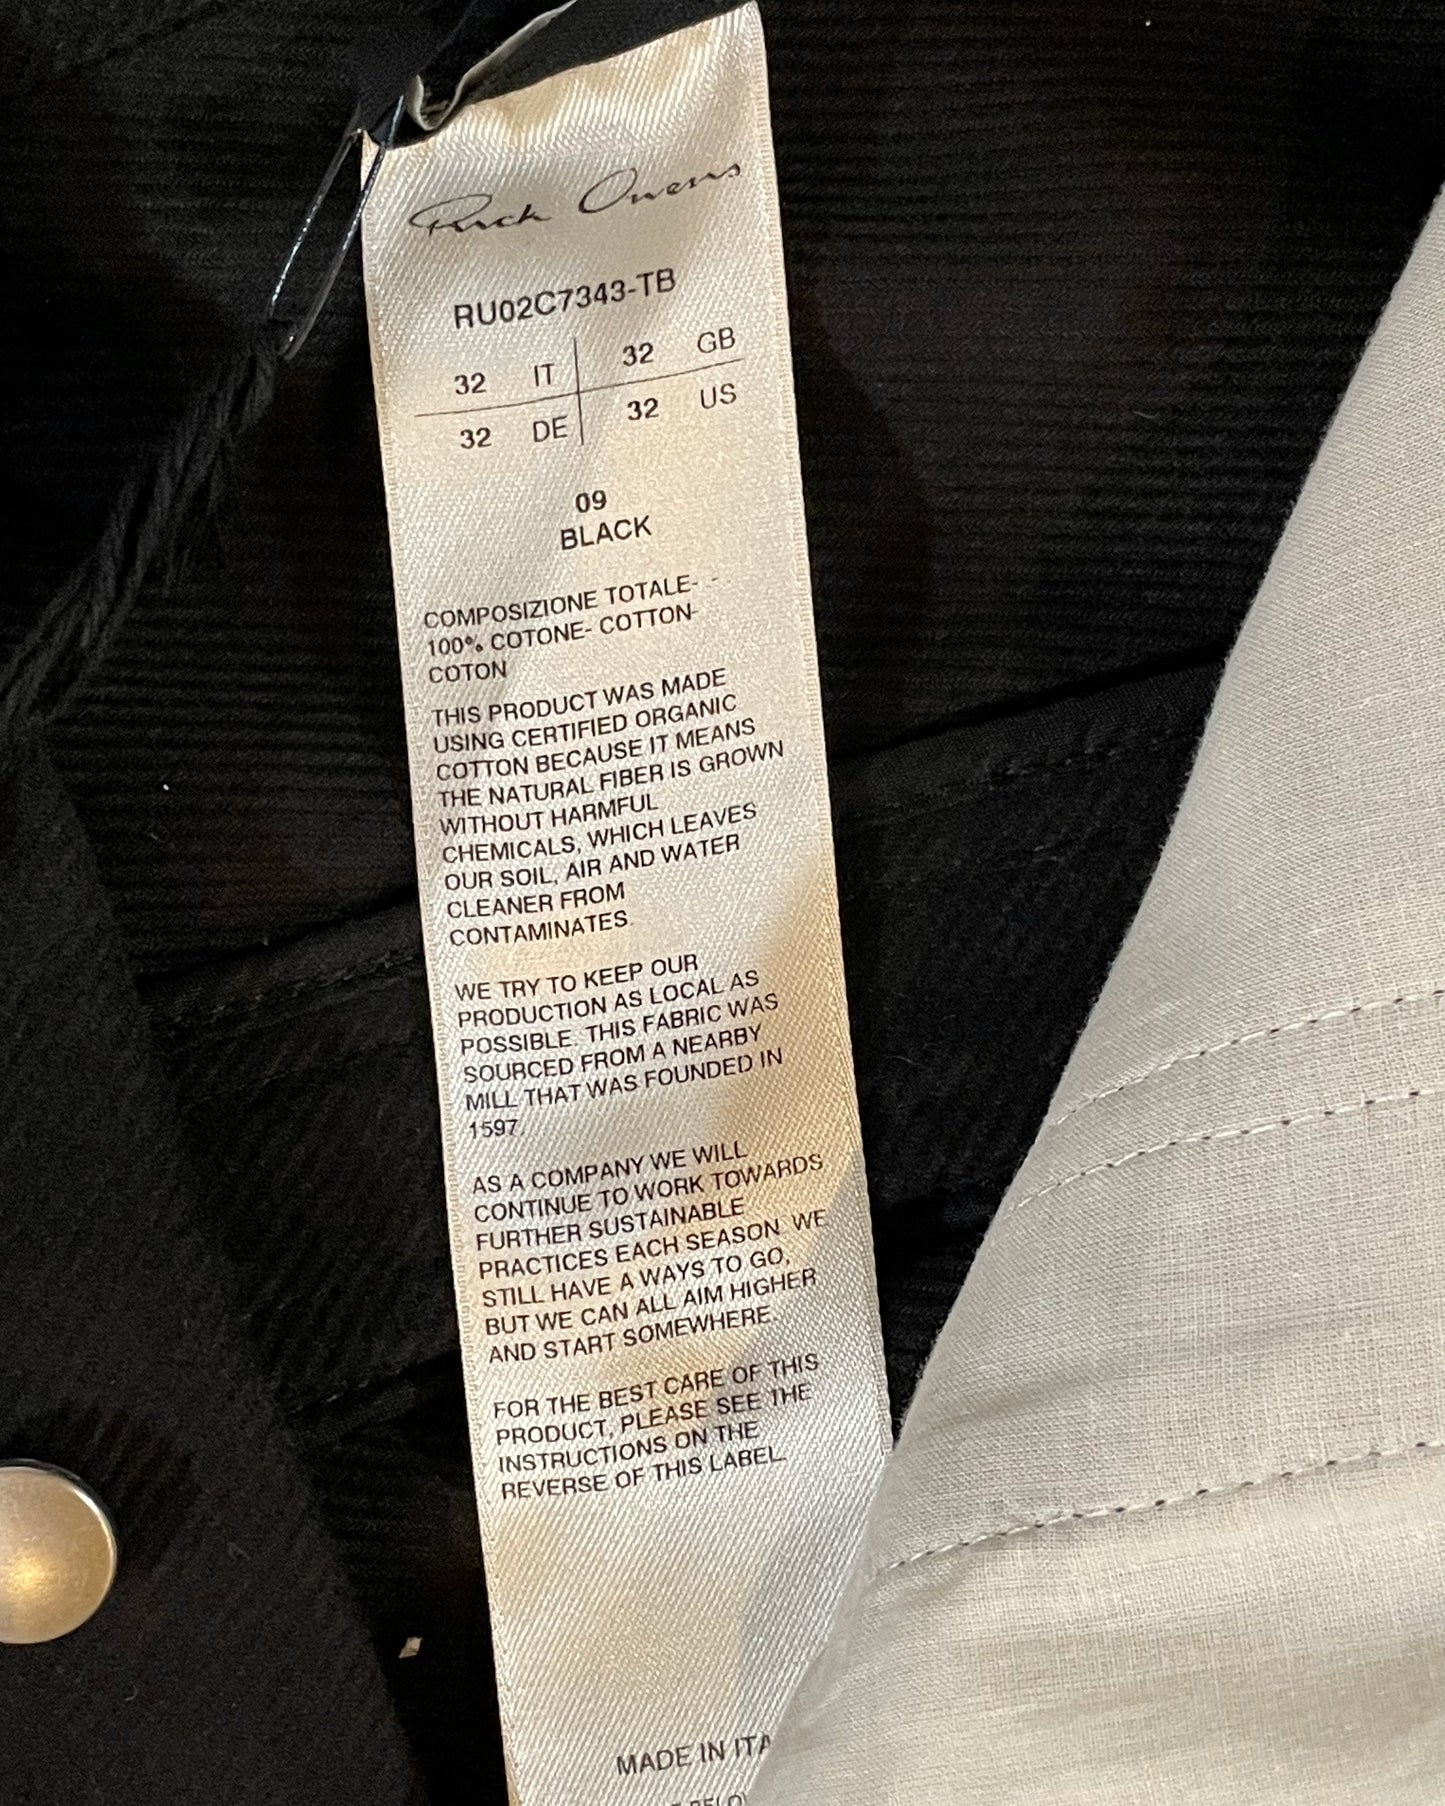 Rick Owens
RU02C7343-TB
32 IT 32 GB
32 DE 32 US
09
BLACK
COMPOSIZIONE TOTALE- -
100% COTONE- COTTON-
COTON
THIS PRODUCT WAS MADE
USING CERTIFIED ORGANIC
COTTON BECAUSE IT MEANS
THE NATURAL FIBER IS GROWN
WITHOUT HARMFUL
CHEMICALS, WHICH LEAVES
OUR SOIL, AIR AND WATER
CLEANER FROM
CONTAMINATES.
WE TRY TO KEEP OUR
PRODUCTION AS LOCAL AS
POSSIBLE. THIS FABRIC WAS
SOURCED FROM A NEARBY
MILL THAT WAS FOUNDED IN
1597.
AS A COMPANY WE WILL
CONTINUE TO WORK TOWARDS
FURTHER SUSTAINABLE
PRACTICES EACH SEASON. WE
STILL HAVE A WAYS TO GO,
BUT WE CAN ALL AIM HIGHER
AND START SOMEWHERE.
FOR THE BEST CARE OF THIS
PRODUCT, PLEASE SEE THE
INSTRUCTIONS ON THE
REVERSE OF THIS LABEL.
MADE IN ITA